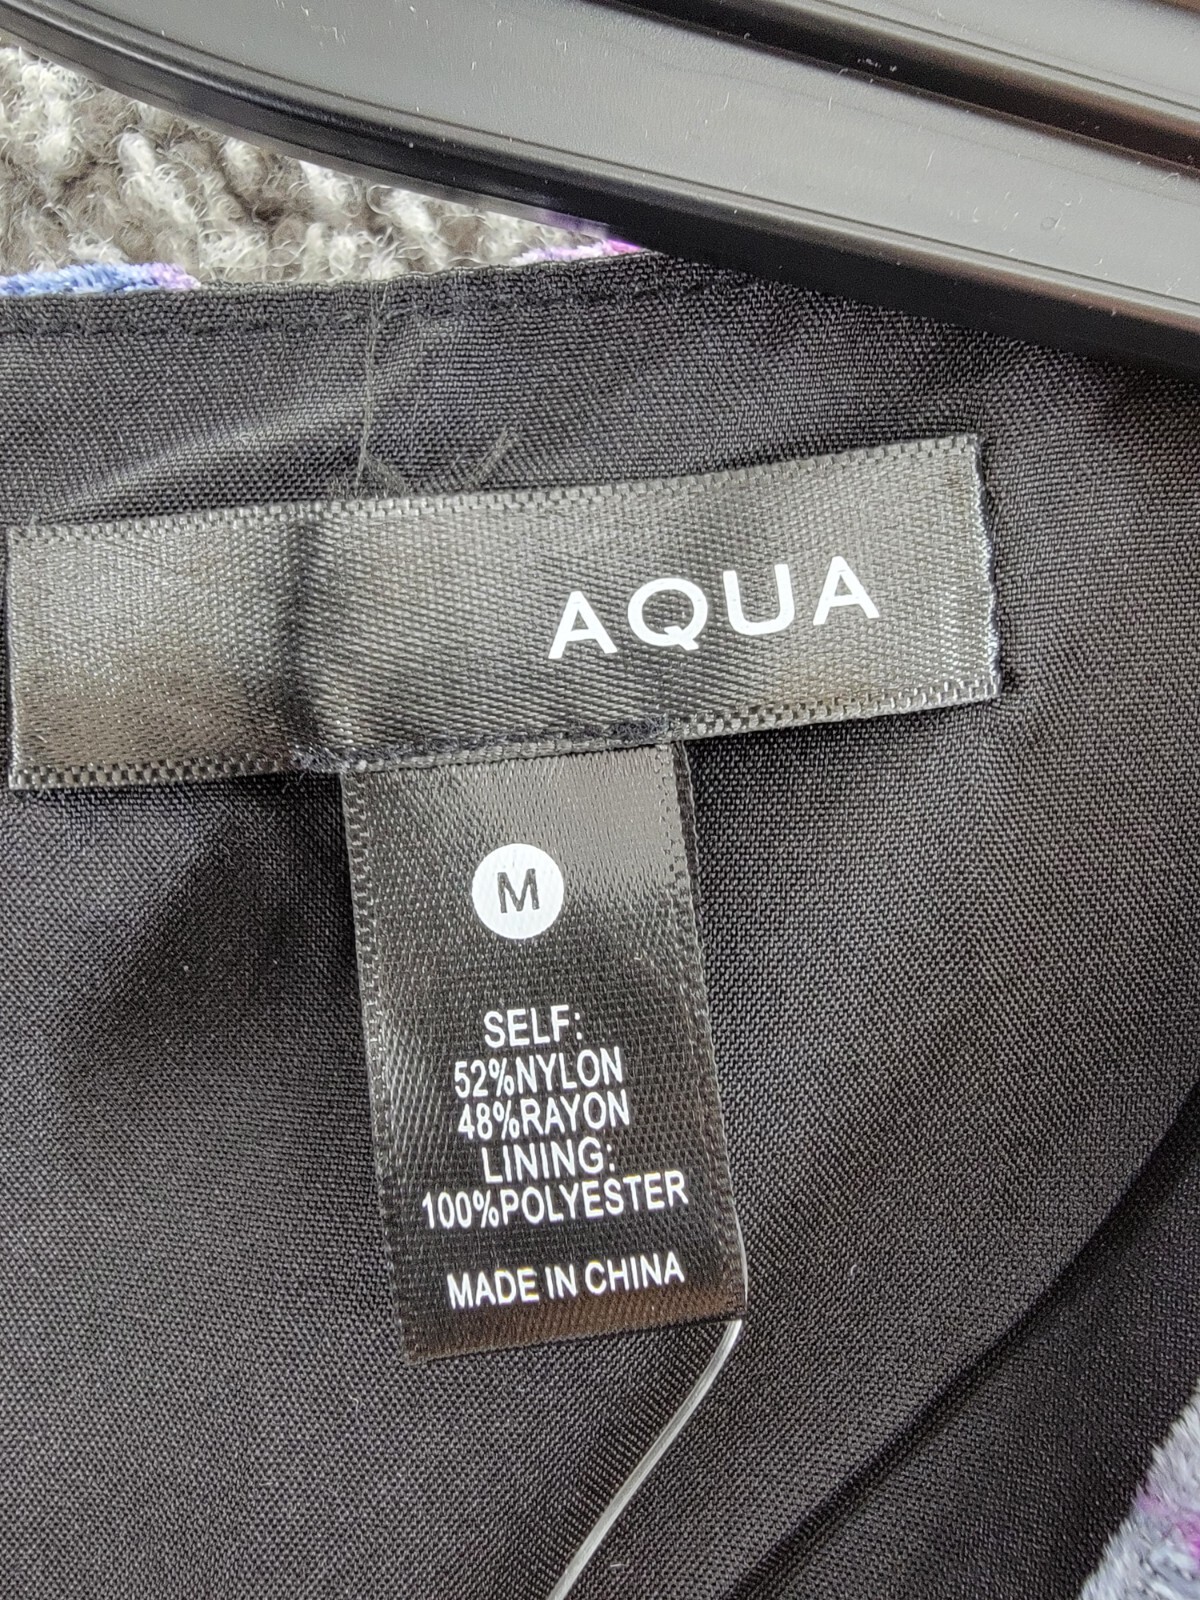 AQUA
M
SELF:
52%NYLON
48%RAYON
LINING:
100%POLYESTER
MADE IN CHINA